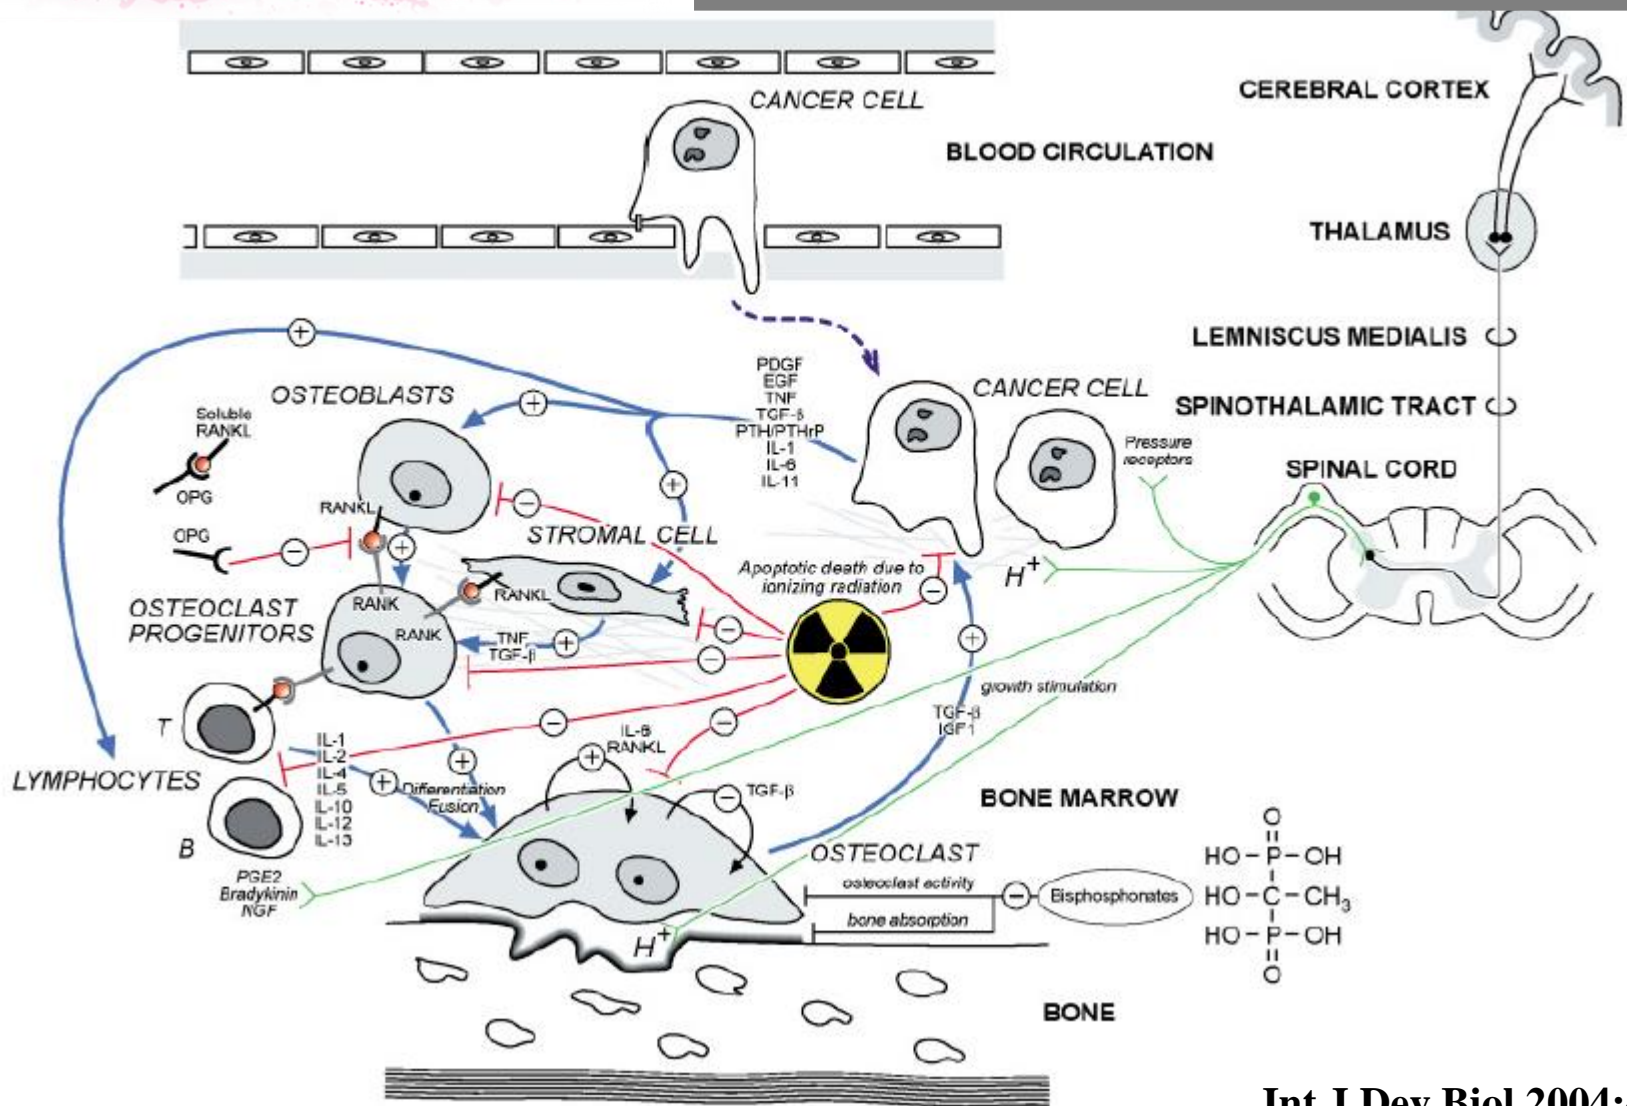 CANCER CELL
BLOOD CIRCULATION
CEREBRAL CORTEX
THALAMUS
LEMNISCUS MEDIALIS
SPINOTHALAMIC TRACT
SPINAL CORD
+
OSTEOBLASTS
+
Soluble
RANKL
OPG
PDGF
EGF
TNF
TGF-β
PTH/PTHrP
IL-1
IL-6
IL-11
CANCER CELL
Pressure
receptors
+
RANKL
−
STROMAL CELL
OPG
−
+
Apoptotic death due to
ionizing radiation
−
H+
RANK
RANKL
OSTEOCLAST
PROGENITORS
RANK
TNF
TGF-β
+
−
−
+
growth stimulation
TGF-β
IGF1
T
−
−
IL-6
RANKL
+
LYMPHOCYTES
IL-1
IL-2
IL-4
IL-5
IL-10
IL-12
IL-13
+
+
Differentiation
Fusion
−
TGF-β
BONE MARROW
B
PGE2
Bradykinin
NGF
OSTEOCLAST
osteoclast activity
bone absorption
−
Bisphosphonates
O
HO−P−OH
HO−C−CH3
HO−P−OH
O
H+
BONE
Int. J Dev Biol 2004;